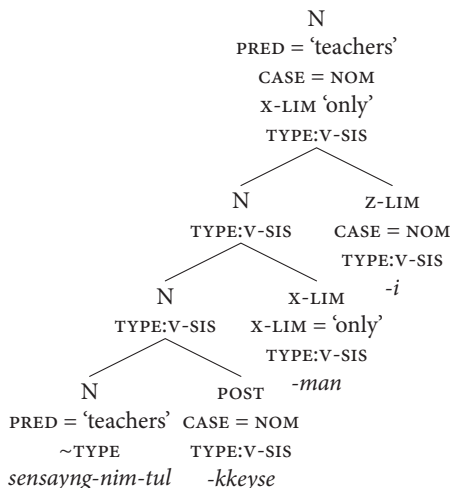 N
PRED = ‘teachers’
CASE = NOM
X-LIM ‘only’
TYPE:V-SIS
N Z-LIM
TYPE:V-SIS CASE = NOM
TYPE:V-SIS
-i
N X-LIM
TYPE:V-SIS X-LIM = ‘only’
TYPE:V-SIS
-man
N POST
PRED = ‘teachers’ CASE = NOM
~TYPE TYPE:V-SIS
sensayng-nim-tul -kkeyse